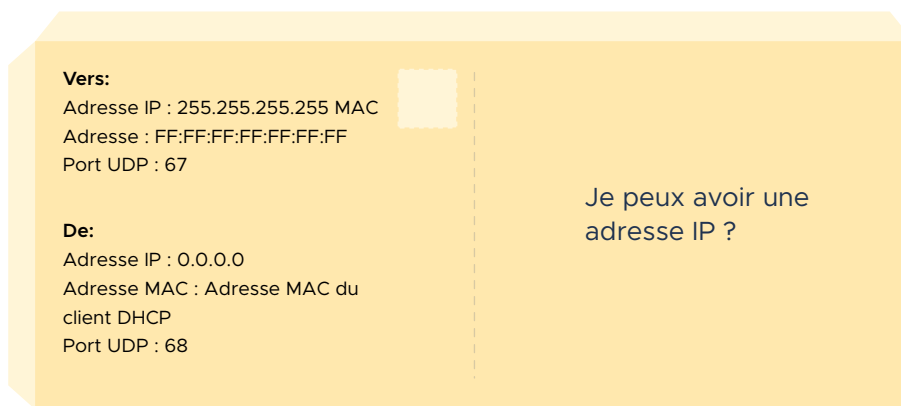 Vers:
Adresse IP : 255.255.255.255 MAC
Adresse : FF:FF:FF:FF:FF:FF:FF
Port UDP : 67
De:
Adresse IP : 0.0.0.0
Adresse MAC : Adresse MAC du
client DHCP
Port UDP : 68
Je peux avoir une
adresse IP ?